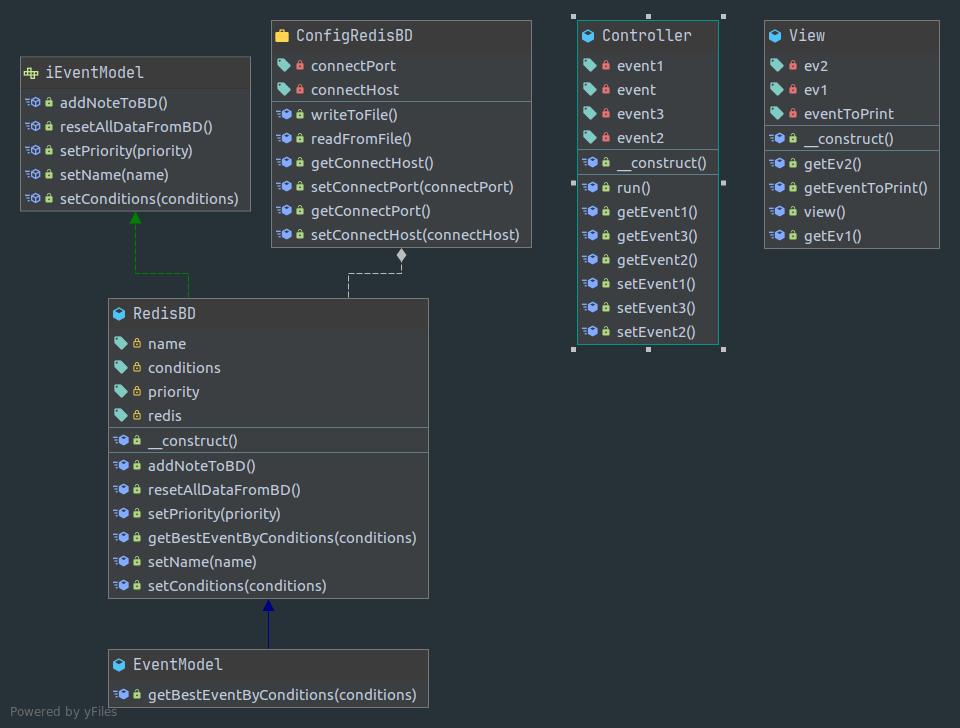 iEventModel
addNoteToBD()
resetAllDataFromBD()
setPriority(priority)
setName(name)
setConditions(conditions)
ConfigRedisBD
connectPort
connectHost
writeToFile()
readFromFile()
getConnectHost()
setConnectPort(connectPort)
getConnectPort()
setConnectHost(connectHost)
Controller
event1
event
event3
event2
__construct()
run()
getEvent1()
getEvent3()
getEvent2()
setEvent1()
setEvent3()
setEvent2()
View
ev2
ev1
eventToPrint
__construct()
getEv2()
getEventToPrint()
view()
getEv1()
RedisBD
name
conditions
priority
redis
__construct()
addNoteToBD()
resetAllDataFromBD()
setPriority(priority)
getBestEventByConditions(conditions)
setName(name)
setConditions(conditions)
EventModel
getBestEventByConditions(conditions)
Powered by yFiles